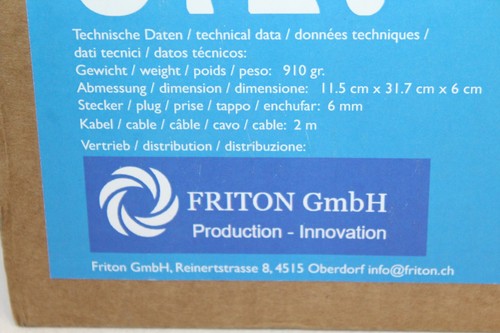 Technische Daten / technical data / données techniques /
dati tecnici / datos técnicos:
Gewicht / weight / poids / peso: 910 gr.
Abmessung / dimension / dimensione: 11.5 cm x 31.7 cm x 6 cm
Stecker / plug / prise / tappo / enchufar: 6 mm
Kabel / cable / câble / cavo / cable: 2 m
Vertrieb / distribution / distribuzione:
FRITON GmbH
Production - Innovation
Friton GmbH, Reinertstrasse 8, 4515 Oberdorf info@friton.ch